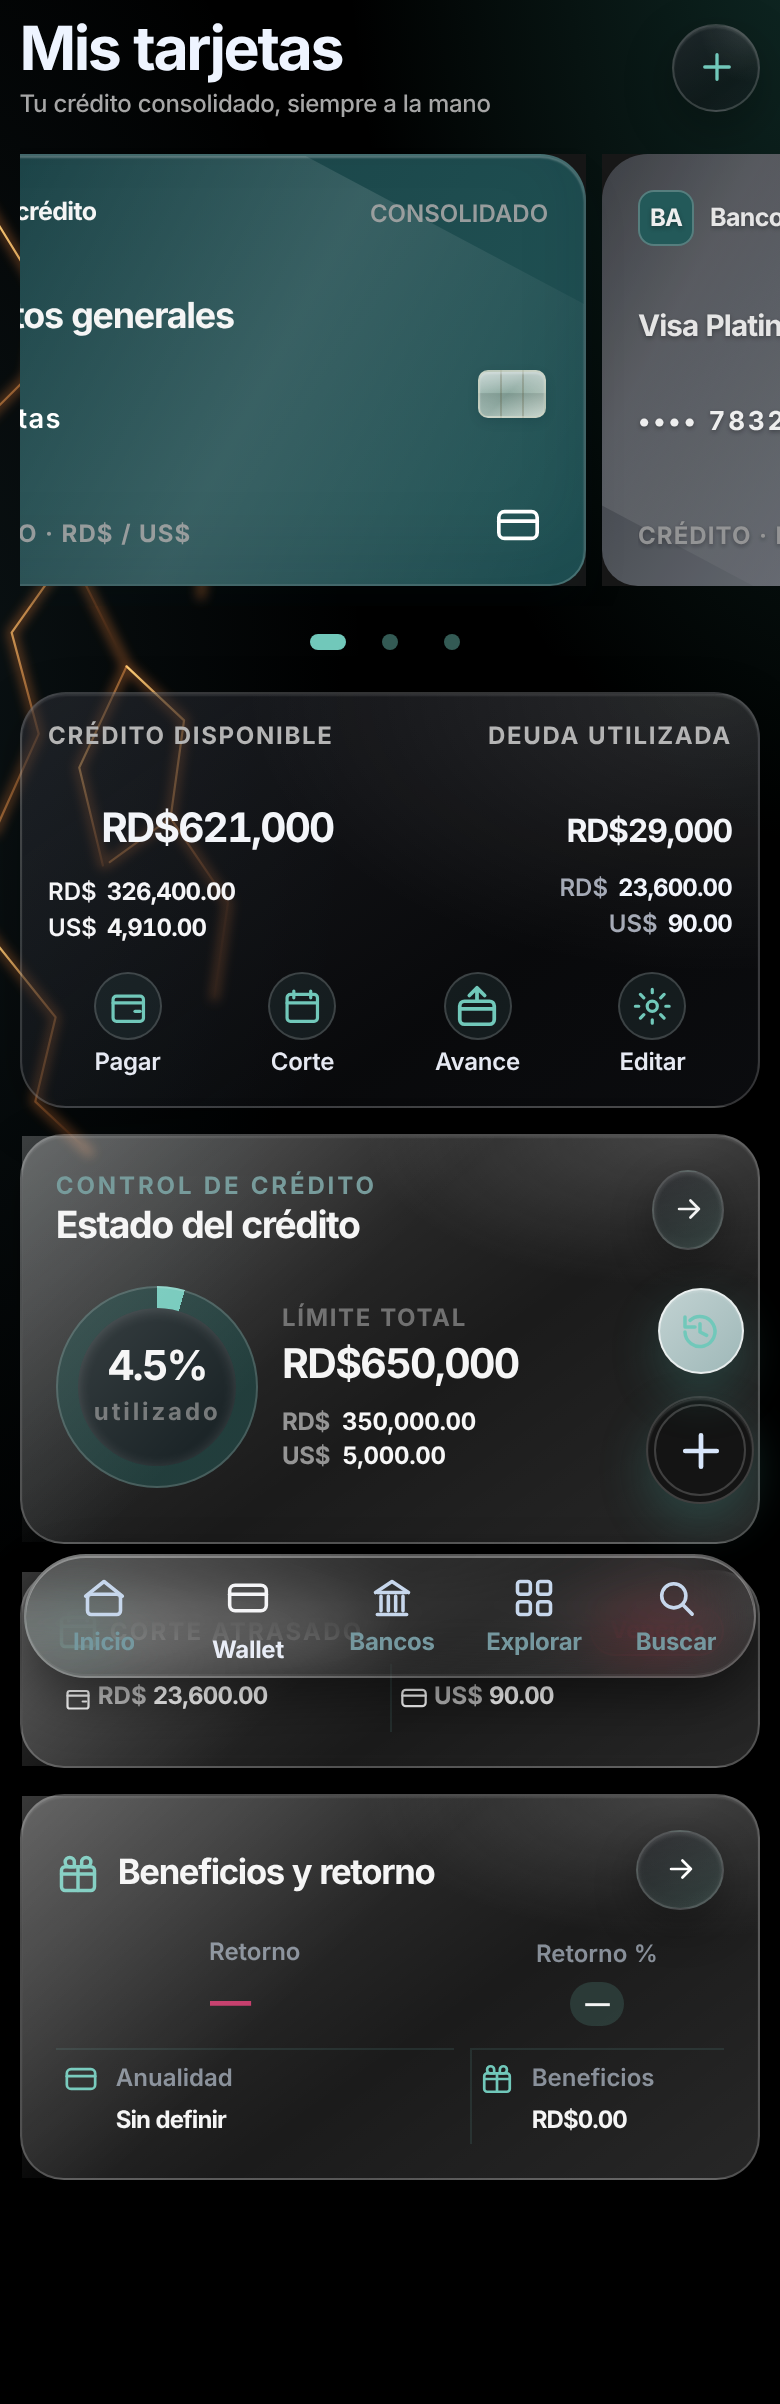 Mis tarjetas
Tu crédito consolidado, siempre a la mano
crédito
CONSOLIDADO
tos generales
tas
O · RD$ / US$
BA Banco
Visa Platin
•••• 7832
CRÉDITO ·
CRÉDITO DISPONIBLE
DEUDA UTILIZADA
RD$621,000
RD$29,000
RD$ 326,400.00
US$ 4,910.00
RD$ 23,600.00
US$ 90.00
Pagar
Corte
Avance
Editar
CONTROL DE CRÉDITO
Estado del crédito
4.5%
utilizado
LÍMITE TOTAL
RD$650,000
RD$ 350,000.00
US$ 5,000.00
CORTE ATRASADO
Inicio
Wallet
Bancos
Explorar
Buscar
RD$ 23,600.00
US$ 90.00
Beneficios y retorno
Retorno
Retorno %
—
—
Anualidad
Sin definir
Beneficios
RD$0.00